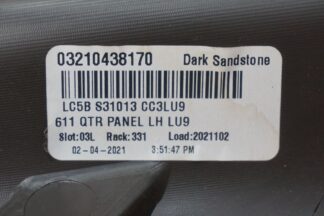 03210438170 Dark Sandstone
LC5B S31013 CC3LU9
611 QTR PANEL LH LU9
Slot:03L Rack:331 Load:2021102
02-04-2021 3:51:47 PM